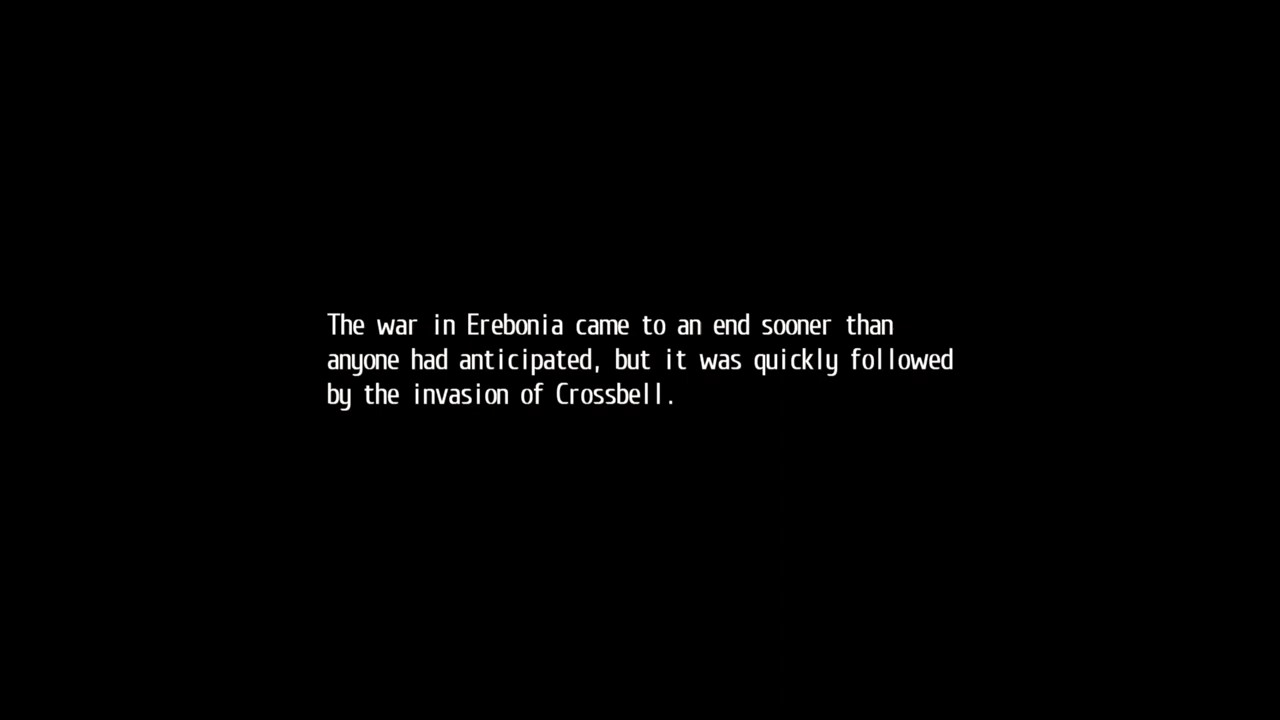 The war in Erebonia came to an end sooner than
anyone had anticipated, but it was quickly followed
by the invasion of Crossbell.